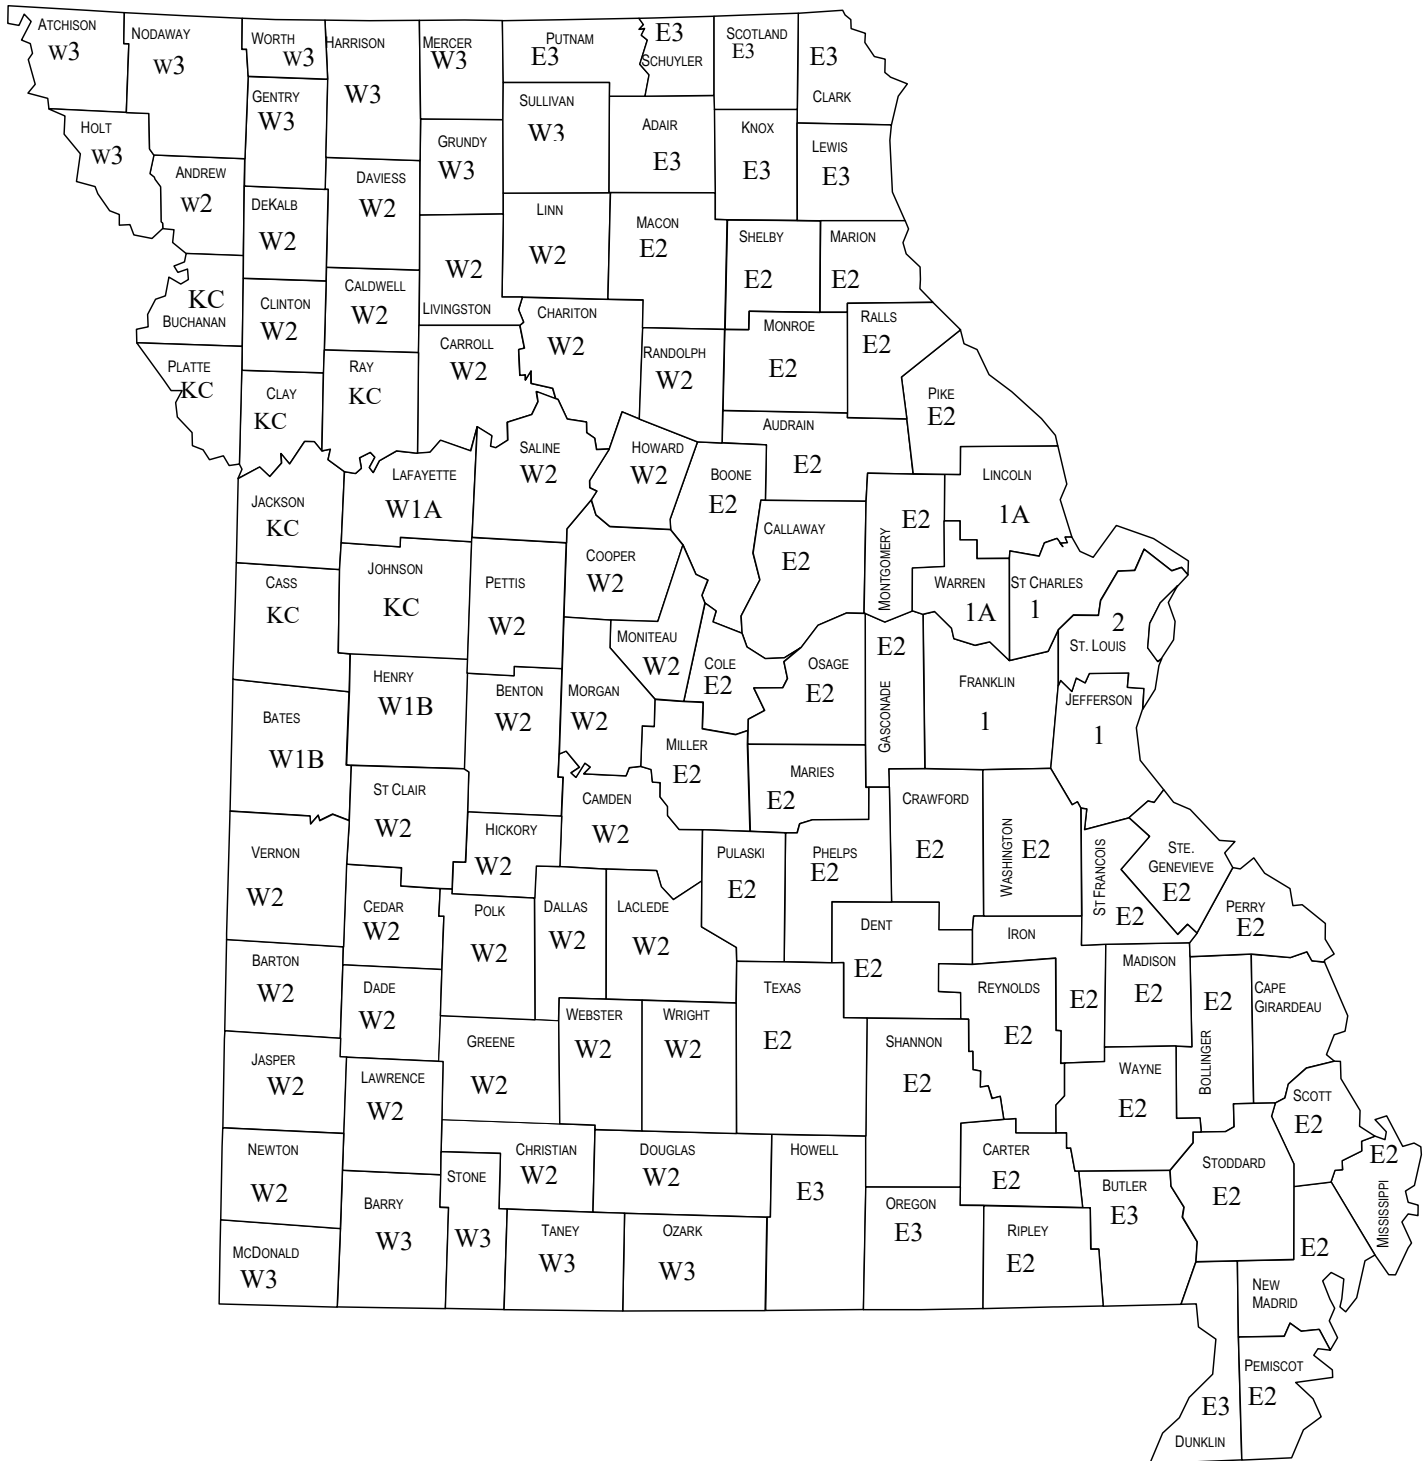 ATCHISON
W3
NODAWAY
W3
WORTH
W3
HARRISON
W3
MERCER
W3
PUTNAM
E3
E3
SCHUYLER
SCOTLAND
E3
E3
CLARK
HOLT
W3
GENTRY
W3
GRUNDY
W3
SULLIVAN
W3
ADAIR
E3
KNOX
E3
LEWIS
E3
ANDREW
W2
DEKALB
W2
DAVIESS
W2
W2
LIVINGSTON
LINN
W2
MACON
E2
SHELBY
E2
MARION
E2
KC
BUCHANAN
CLINTON
W2
CALDWELL
W2
CARROLL
W2
CHARITON
W2
RANDOLPH
W2
MONROE
E2
RALLS
E2
PLATTE
KC
CLAY
KC
RAY
KC
PIKE
E2
AUDRAIN
E2
SALINE
W2
HOWARD
W2
BOONE
E2
LINCOLN
1A
JACKSON
KC
LAFAYETTE
W1A
CALLAWAY
E2
E2
MONTGOMERY
CASS
KC
JOHNSON
KC
PETTIS
W2
COOPER
W2
WARREN
1A
ST CHARLES
1
2
ST. LOUIS
MONITEAU
W2
COLE
E2
OSAGE
E2
E2
GASCONADE
FRANKLIN
1
JEFFERSON
1
BATES
W1B
HENRY
W1B
BENTON
W2
MORGAN
W2
MILLER
E2
MARIES
E2
ST CLAIR
W2
CAMDEN
W2
CRAWFORD
E2
WASHINGTON
E2
VERNON
W2
HICKORY
W2
PULASKI
E2
PHELPS
E2
ST FRANCOIS
E2
STE.
GENEVIEVE
E2
CEDAR
W2
POLK
W2
DALLAS
W2
LACLEDE
W2
DENT
E2
IRON
E2
PERRY
E2
BARTON
W2
DADE
W2
TEXAS
E2
REYNOLDS
E2
MADISON
E2
E2
BOLLINGER
CAPE
GIRARDEAU
JASPER
W2
GREENE
W2
WEBSTER
W2
WRIGHT
W2
SHANNON
E2
WAYNE
E2
LAWRENCE
W2
SCOTT
E2
NEWTON
W2
STONE
W3
CHRISTIAN
W2
DOUGLAS
W2
HOWELL
E3
CARTER
E2
STODDARD
E2
E2
MISSISSIPPI
BARRY
W3
OREGON
E3
BUTLER
E3
MCDONALD
W3
TANEY
W3
OZARK
W3
RIPLEY
E2
E2
NEW
MADRID
PEMISCOT
E2
E3
DUNKLIN